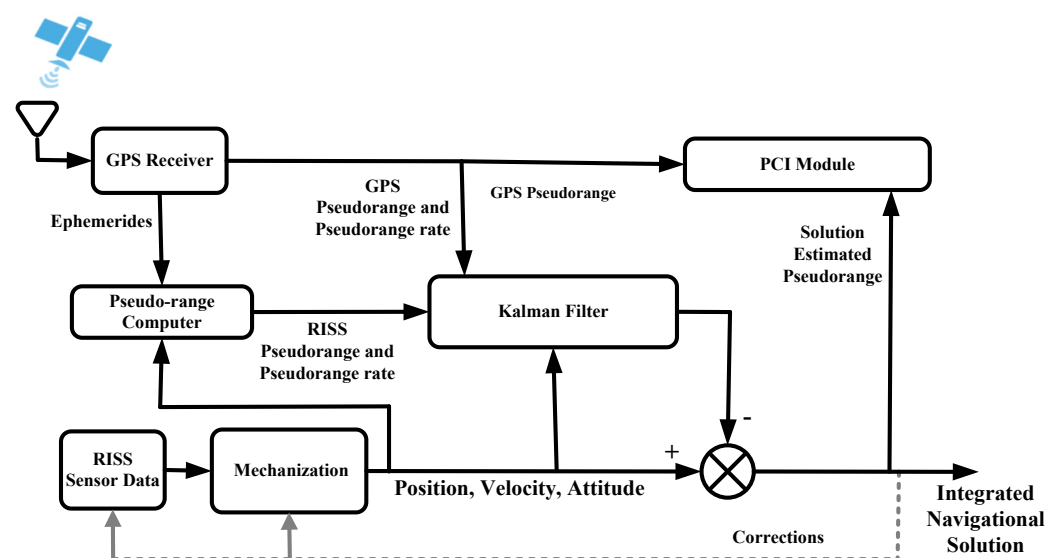 GPS Receiver
PCI Module
GPS
Pseudorange and
Pseudorange rate
GPS Pseudorange
Ephemerides
Solution
Estimated
Pseudorange
Pseudo-range
Computer
Kalman Filter
RISS
Pseudorange and
Pseudorange rate
-
+
RISS
Sensor Data
Mechanization
Position, Velocity, Attitude
Integrated
Navigational
Solution
Corrections